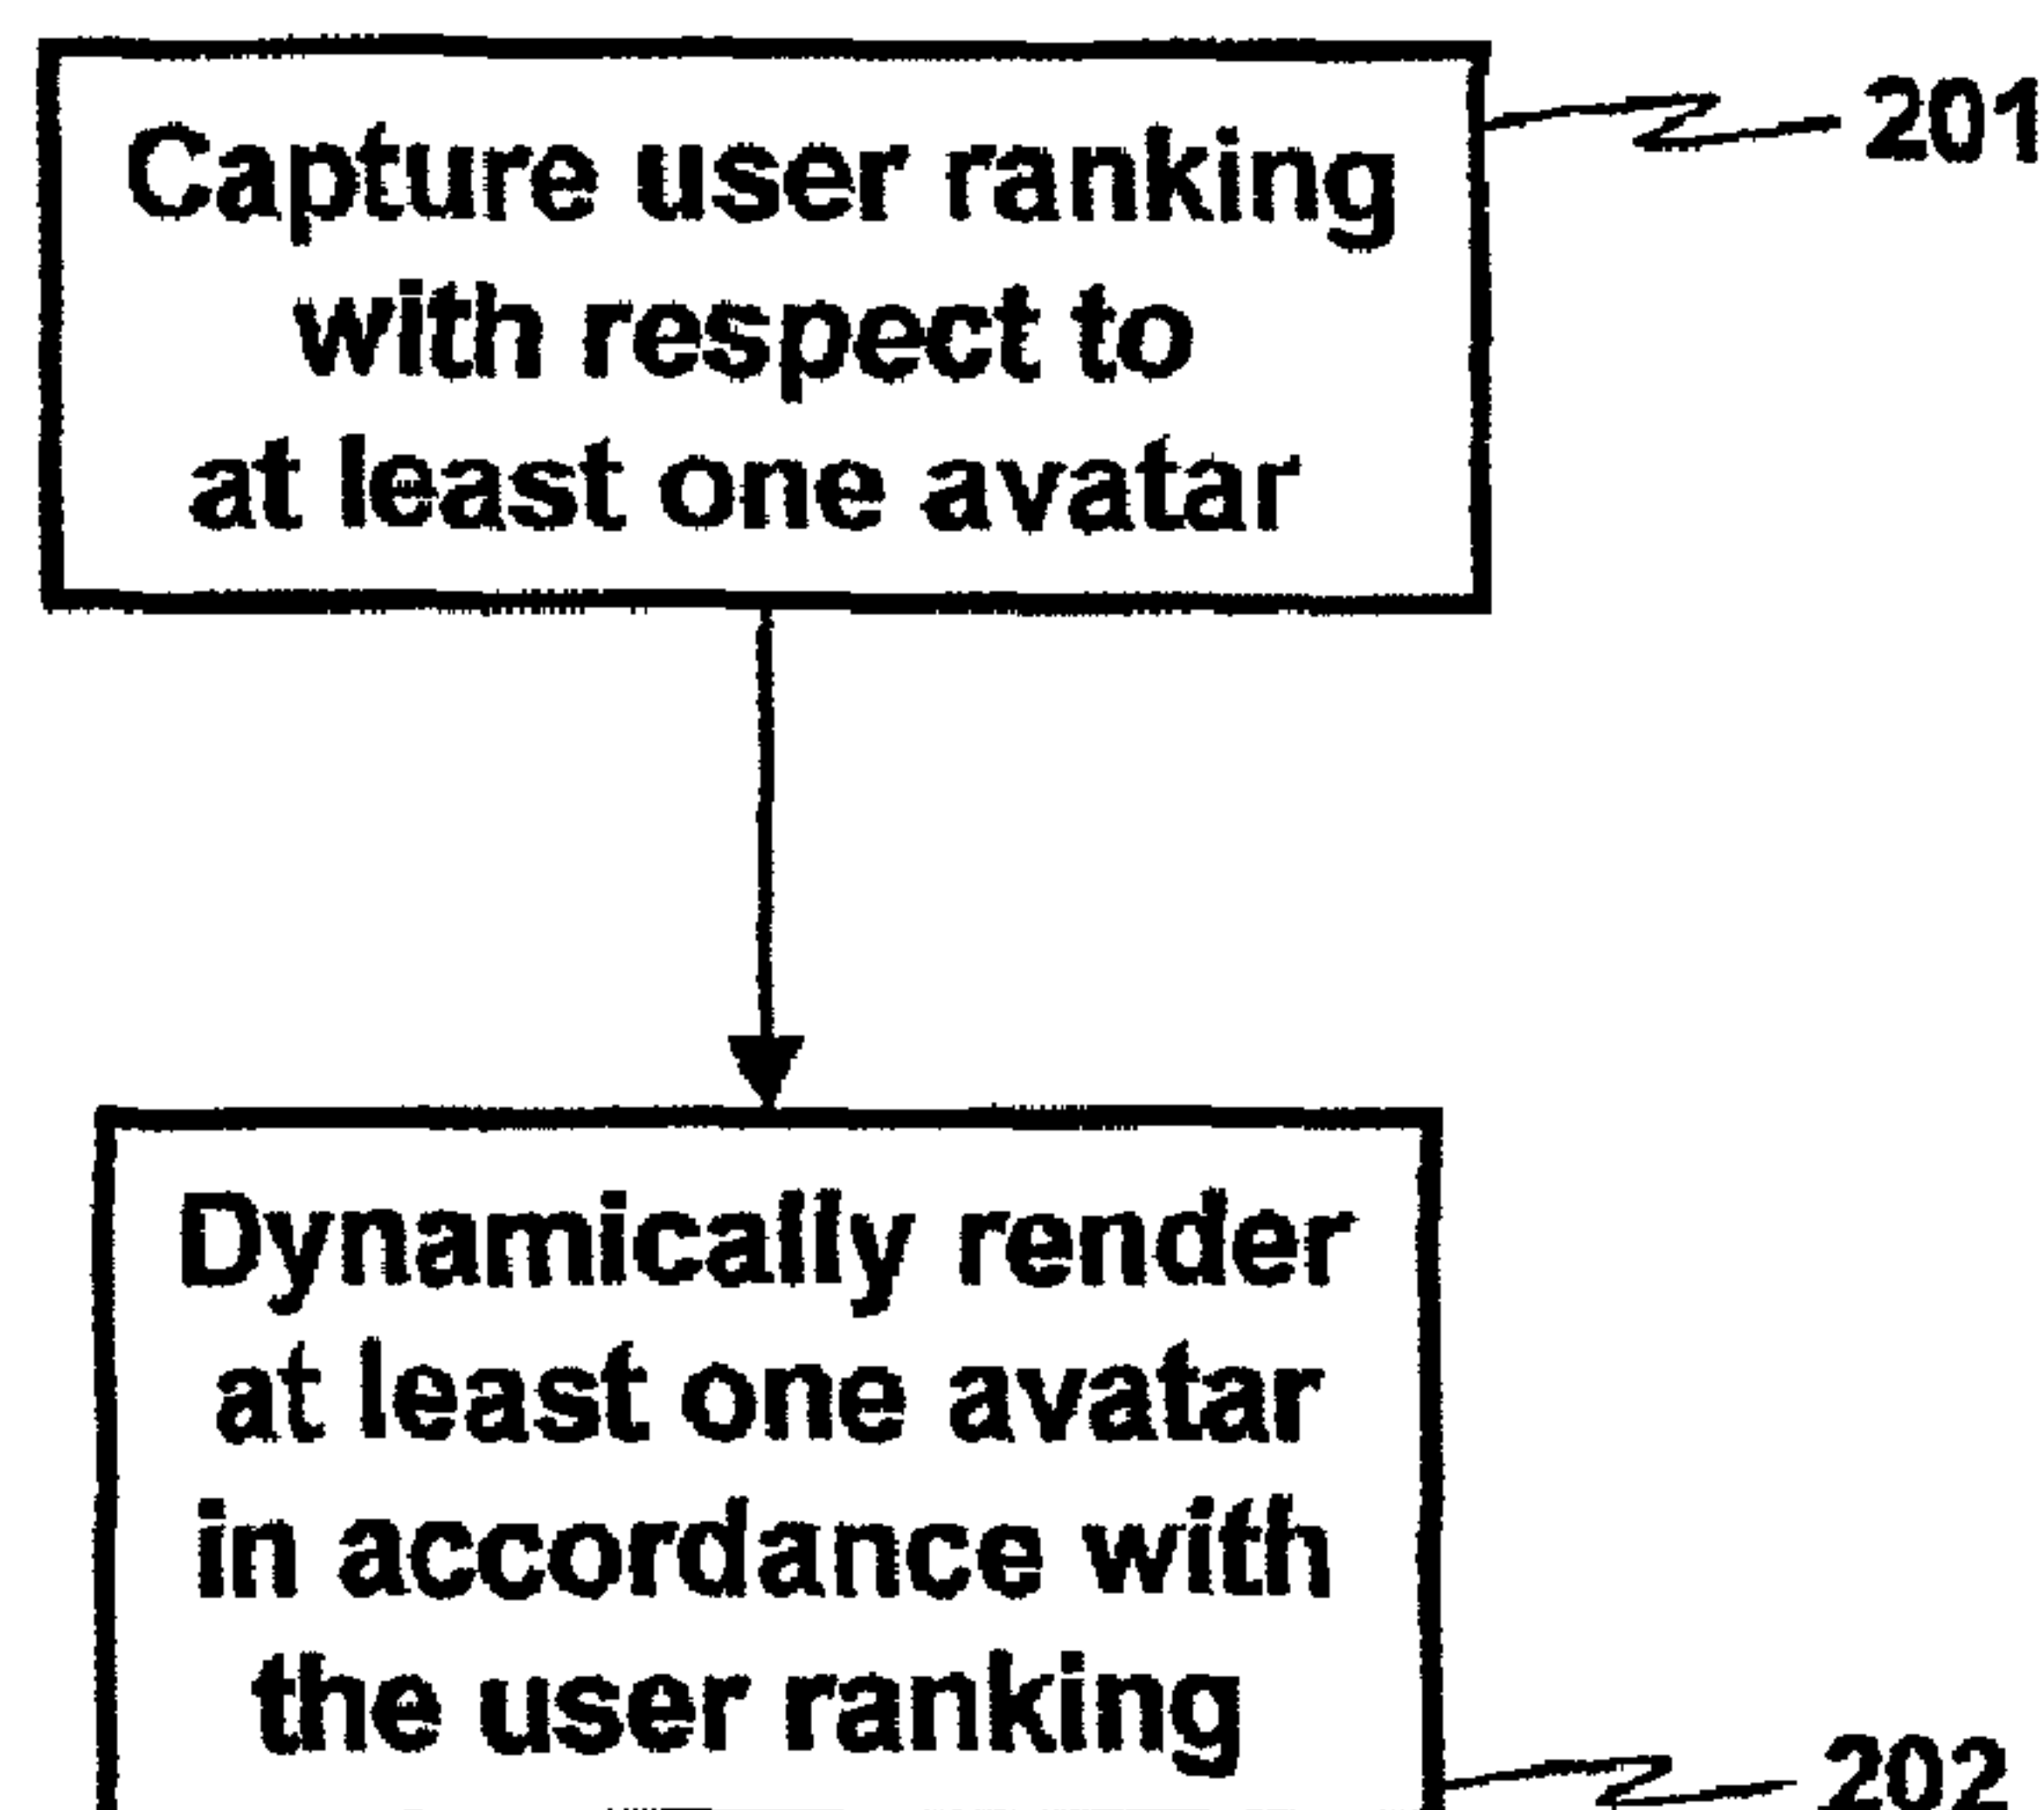 Capture user ranking
with respect to
at least one avatar
201
Dynamically render
at least one avatar
in accordance with
the user ranking
202